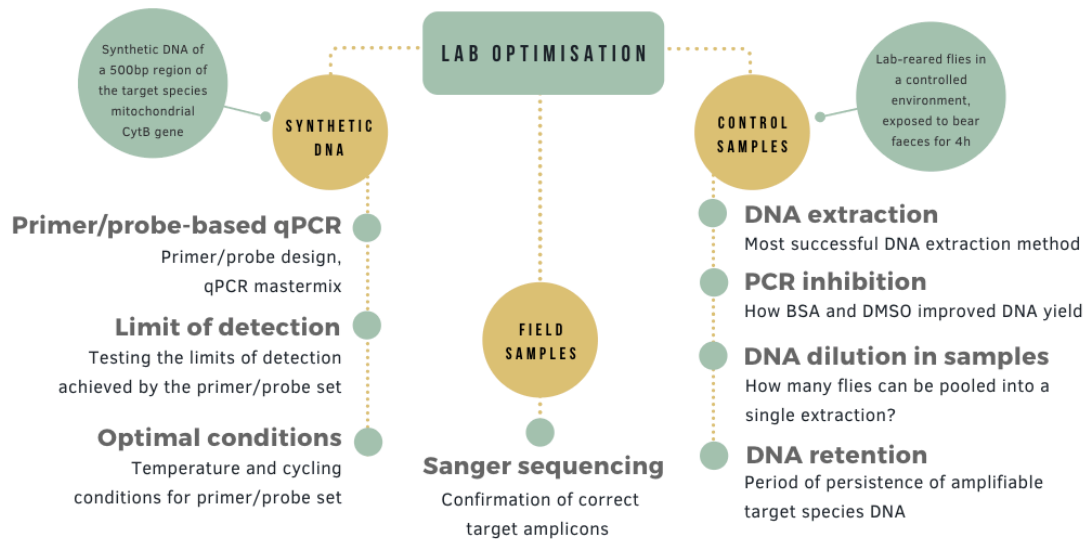 LAB OPTIMISATION
Synthetic DNA of
a 500bp region of
the target species
mitochondrial
CytB gene
SYNTHETIC
DNA
Primer/probe-based qPCR
Primer/probe design,
qPCR mastermix
Limit of detection
Testing the limits of detection
achieved by the primer/probe set
Optimal conditions
Temperature and cycling
conditions for primer/probe set
FIELD
SAMPLES
Sanger sequencing
Confirmation of correct
target amplicons
Lab-reared flies in
a controlled
environment,
exposed to bear
faeces for 4h
CONTROL
SAMPLES
DNA extraction
Most successful DNA extraction method
PCR inhibition
How BSA and DMSO improved DNA yield
DNA dilution in samples
How many flies can be pooled into a
single extraction?
DNA retention
Period of persistence of amplifiable
target species DNA